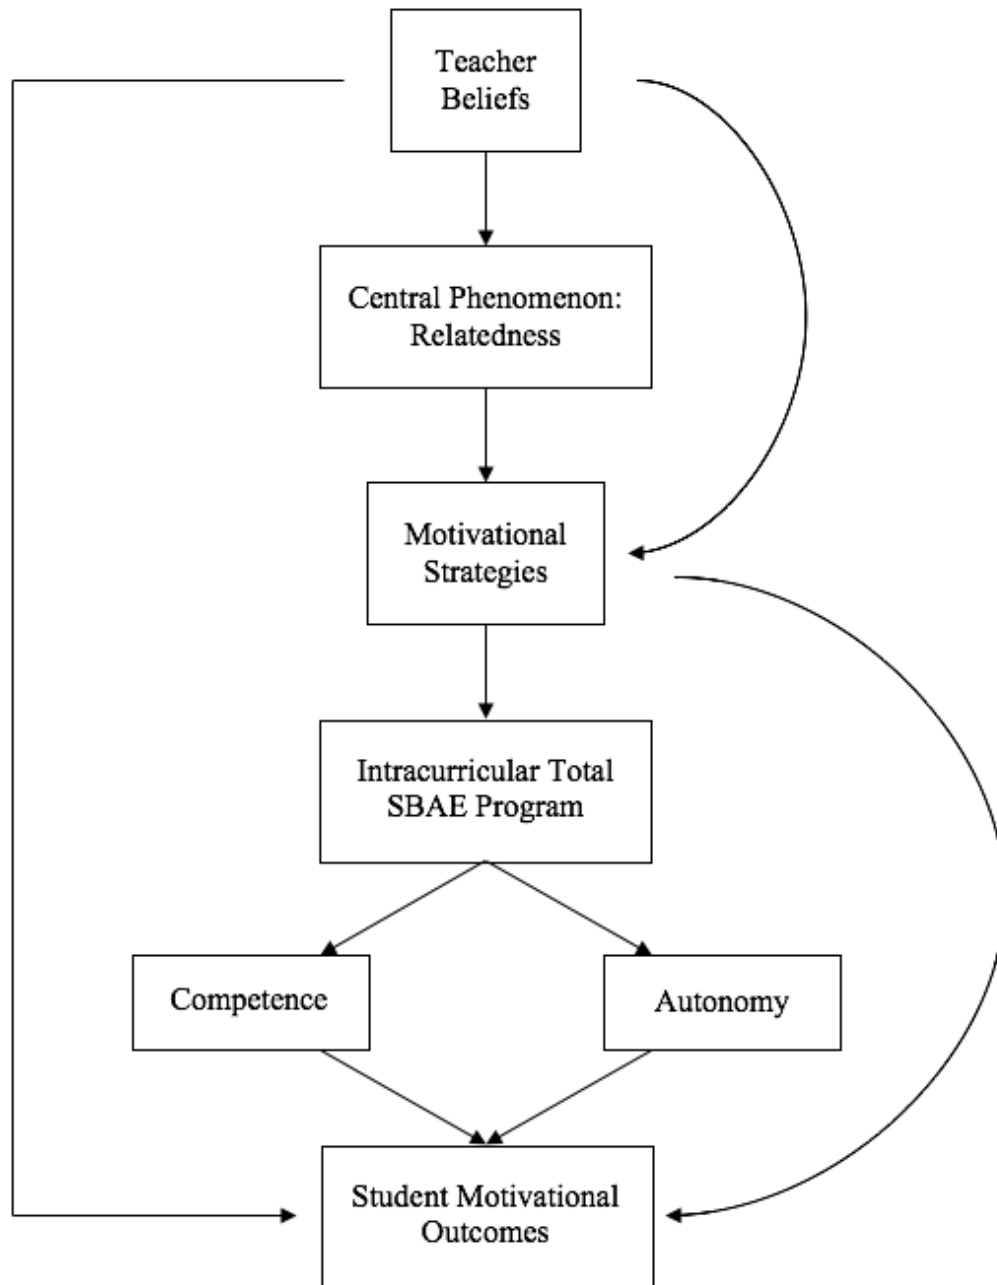 Teacher
Beliefs
Central Phenomenon:
Relatedness
Motivational
Strategies
Intracurricular Total
SBAE Program
Competence
Autonomy
Student Motivational
Outcomes